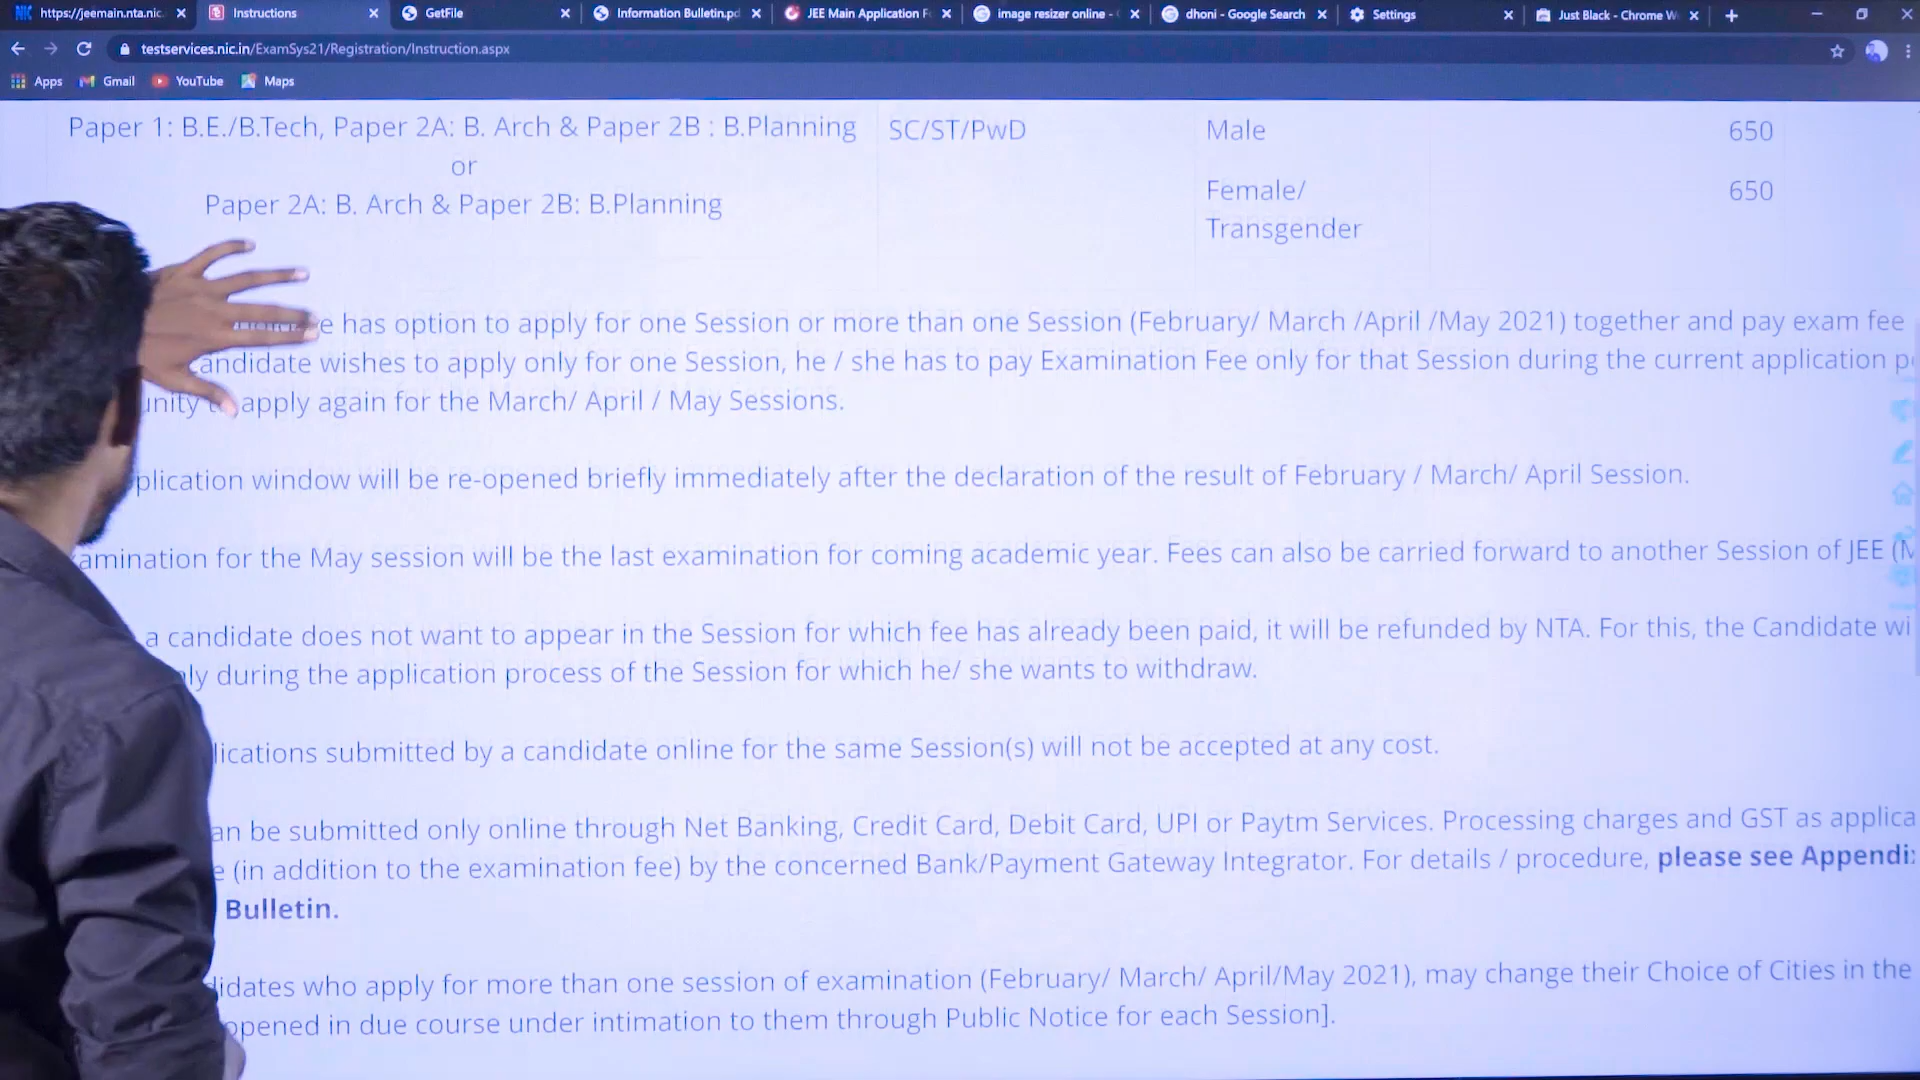 https://jeemain.nta.nic. Instructions GetFile Information Bulletin.pd JEE Main Application F image resizer online - dhoni - Google Search Settings Just Black - Chrome W
testservices.nic.in/ExamSys21/Registration/Instruction.aspx
Apps Gmail YouTube Maps
Paper 1: B.E./B.Tech, Paper 2A: B. Arch & Paper 2B : B.Planning SC/ST/PwD Male 650
or
Female/ 650
Paper 2A: B. Arch & Paper 2B: B.Planning
Transgender
e has option to apply for one Session or more than one Session (February/ March /April /May 2021) together and pay exam fee
andidate wishes to apply only for one Session, he / she has to pay Examination Fee only for that Session during the current application p
unity apply again for the March/ April / May Sessions.
plication window will be re-opened briefly immediately after the declaration of the result of February / March/ April Session.
amination for the May session will be the last examination for coming academic year. Fees can also be carried forward to another Session of JEE (M
a candidate does not want to appear in the Session for which fee has already been paid, it will be refunded by NTA. For this, the Candidate wi
nly during the application process of the Session for which he/ she wants to withdraw.
lications submitted by a candidate online for the same Session(s) will not be accepted at any cost.
an be submitted only online through Net Banking, Credit Card, Debit Card, UPI or Paytm Services. Processing charges and GST as applica
e (in addition to the examination fee) by the concerned Bank/Payment Gateway Integrator. For details / procedure, please see Appendi
Bulletin.
didates who apply for more than one session of examination (February/ March/ April/May 2021), may change their Choice of Cities in the
opened in due course under intimation to them through Public Notice for each Session].